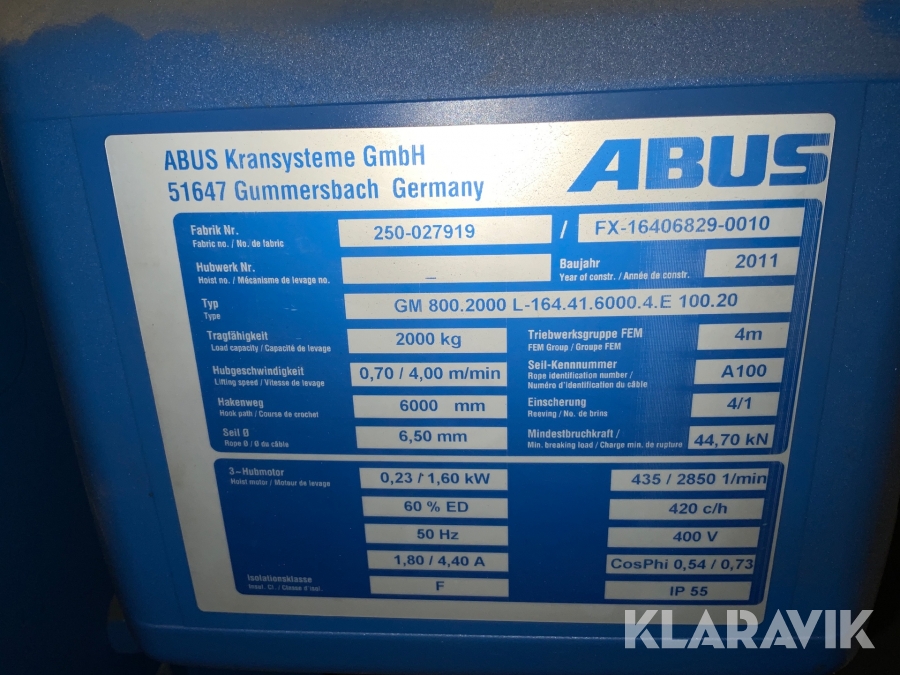 ABUS Kransysteme GmbH
51647 Gummersbach Germany
ABUS
Fabrik Nr.
Fabric no. / No. de fabric
250-027919 / FX-16406829-0010
Hubwerk Nr.
Hoist no. / Mécanisme de levage no.
-
Baujahr
Year of constr. / Année de constr.
2011
Typ
Type
GM 800.2000 L-164.41.6000.4.E 100.20
Tragfähigkeit
Load capacity / Capacité de levage
2000 kg
Triebwerksgruppe FEM
FEM Group / Groupe FEM
4m
Hubgeschwindigkeit
Lifting speed / Vitesse de levage
0,70 / 4,00 m/min
Seil-Kennnummer
Rope identification number /
Numéro d'identification du câble
A100
Hakenweg
Hook path / Course de crochet
6000 mm
Einscherung
Reeving / No. de brins
4/1
Seil Ø
Rope Ø / Ø du câble
6,50 mm
Mindestbruchkraft /
Min. breaking load / Charge min. de rupture
44,70 kN
3~Hubmotor
Hoist motor / Moteur de levage
0,23 / 1,60 kW
435 / 2850 1/min
60 % ED
420 c/h
50 Hz
400 V
1,80 / 4,40 A
CosPhi 0,54 / 0,73
Isolationsklasse
Insul. Cl. / Classe d'isol.
F
IP 55
KLARAVIK